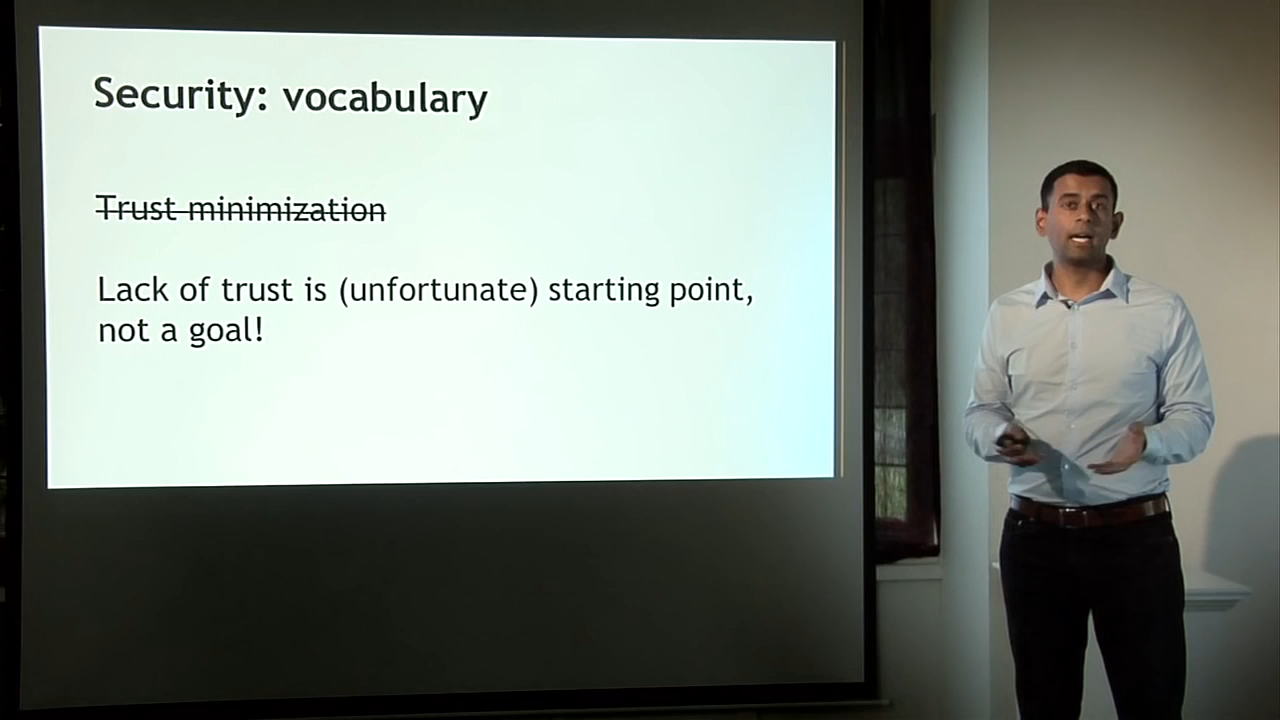 Security: vocabulary
Trust minimization
Lack of trust is (unfortunate) starting point,
not a goal!